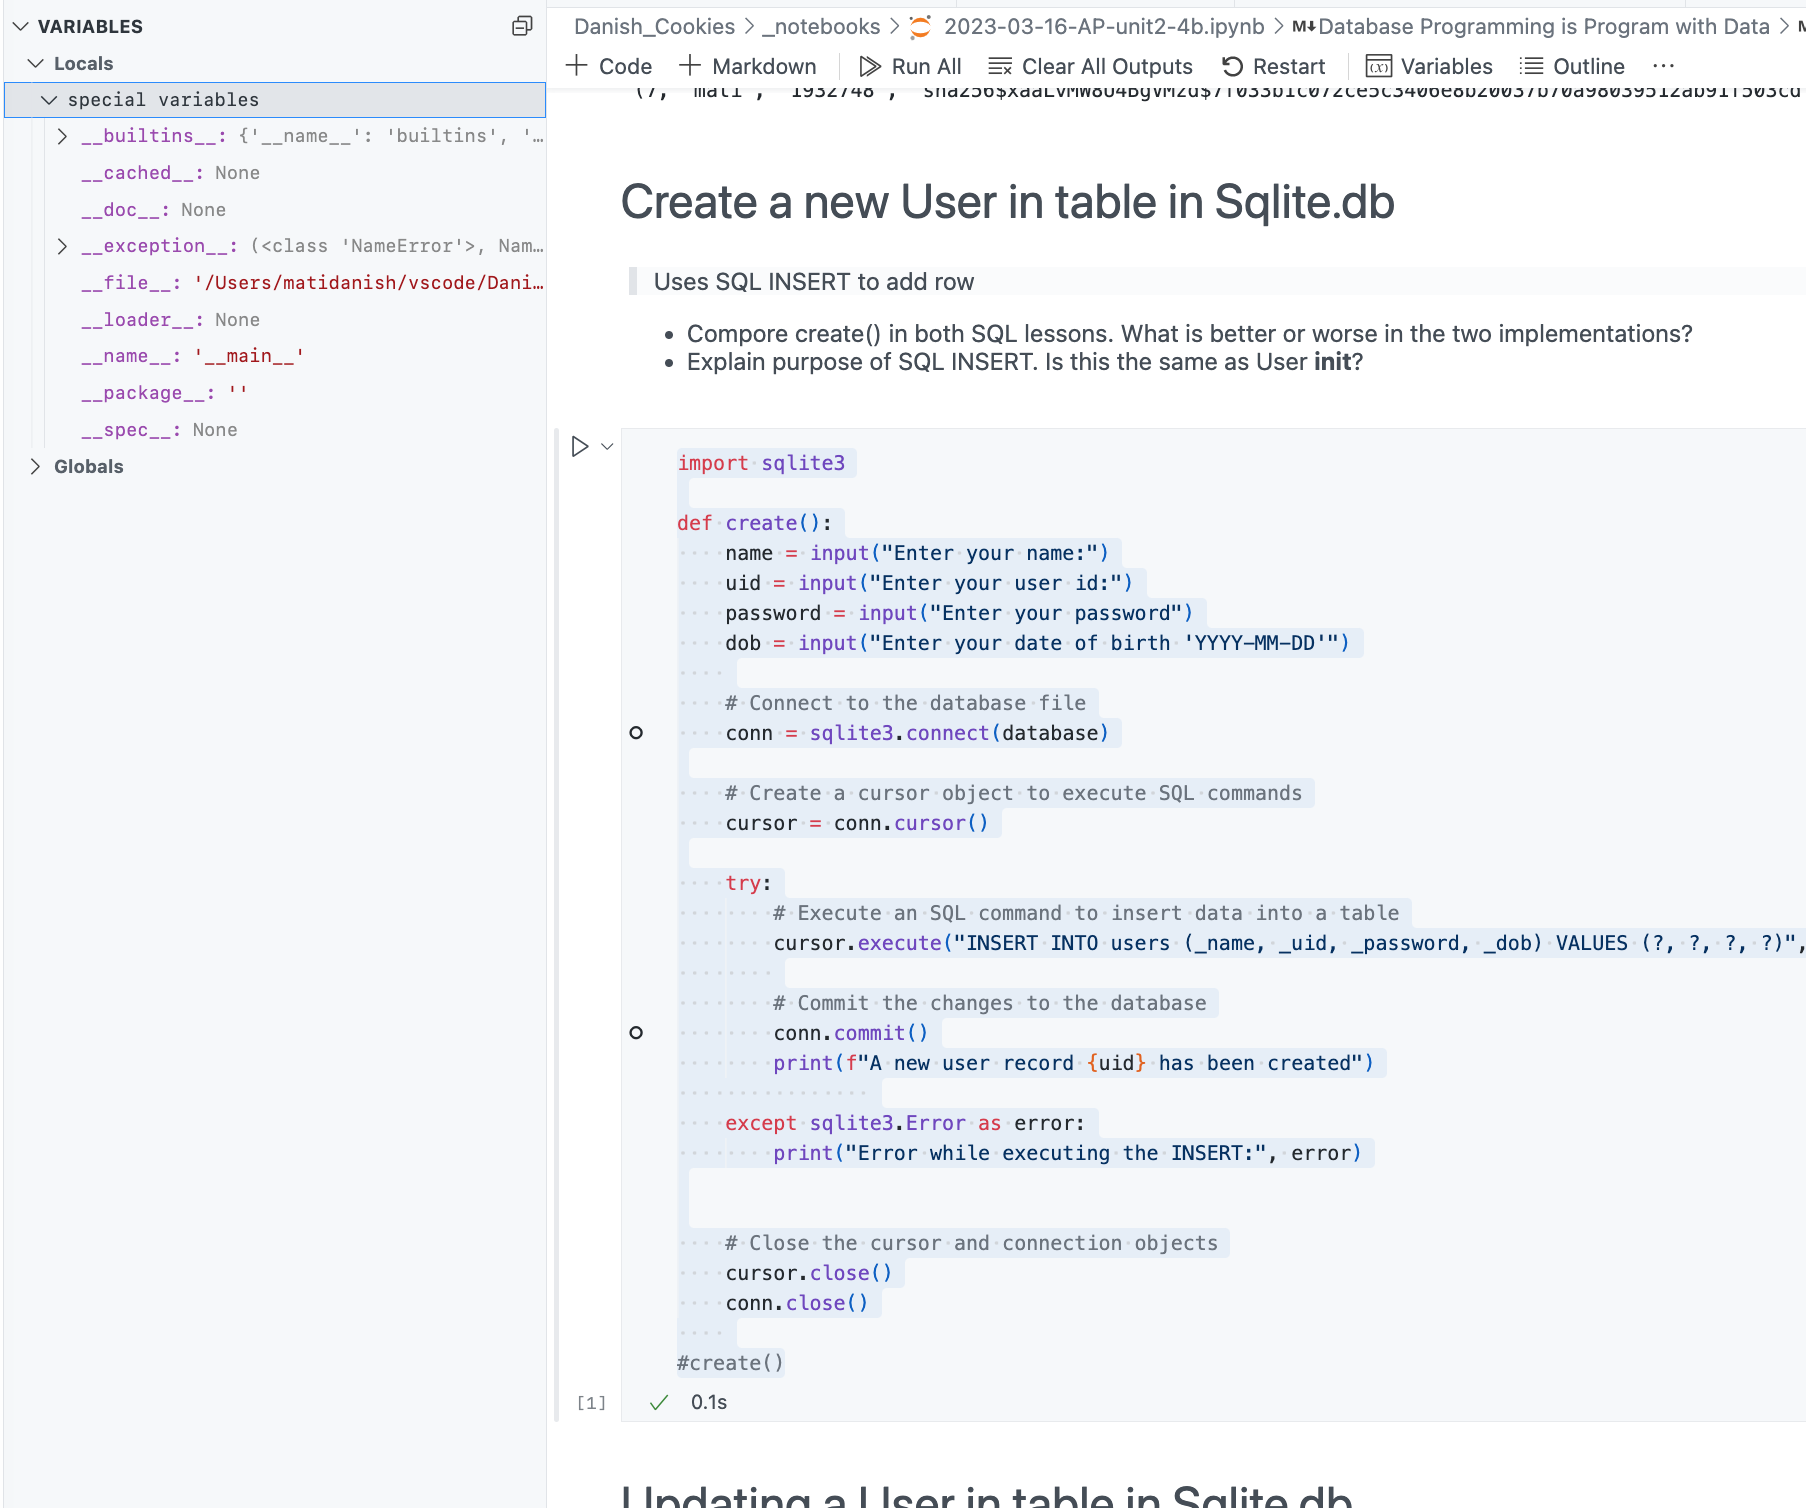 VARIABLES
Locals
special variables
__builtins__: {'__name__': 'builtins', '…
__cached__: None
__doc__: None
__exception__: (<class 'NameError'>, Nam…
__file__: '/Users/matidanish/vscode/Dani…
__loader__: None
__name__: '__main__'
__package__: ''
__spec__: None
Globals
Danish_Cookies > _notebooks > 2023-03-16-AP-unit2-4b.ipynb > M↓Database Programming is Program with Data >
+ Code + Markdown Run All Clear All Outputs Restart Variables Outline ···
Create a new User in table in Sqlite.db
Uses SQL INSERT to add row
• Compore create() in both SQL lessons. What is better or worse in the two implementations?
• Explain purpose of SQL INSERT. Is this the same as User init?
import sqlite3
def create():
name = input("Enter your name:")
uid = input("Enter your user id:")
password = input("Enter your password")
dob = input("Enter your date of birth 'YYYY-MM-DD'")
# Connect to the database file
conn = sqlite3.connect(database)
# Create a cursor object to execute SQL commands
cursor = conn.cursor()
try:
# Execute an SQL command to insert data into a table
cursor.execute("INSERT INTO users (_name, _uid, _password, _dob) VALUES (?, ?, ?, ?)",
# Commit the changes to the database
conn.commit()
print(f"A new user record {uid} has been created")
except sqlite3.Error as error:
print("Error while executing the INSERT:", error)
# Close the cursor and connection objects
cursor.close()
conn.close()
#create()
[1] ✓ 0.1s
Updating a User in table in Sqlite.db